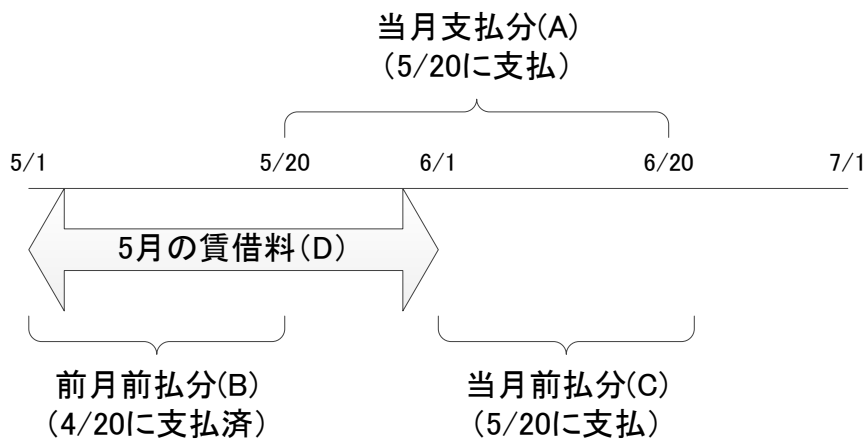 当月支払分(A)
(5/20に支払)
5/1 5/20 6/1 6/20 7/1
5月の賃借料(D)
前月前払分(B)
(4/20に支払済)
当月前払分(C)
(5/20に支払)